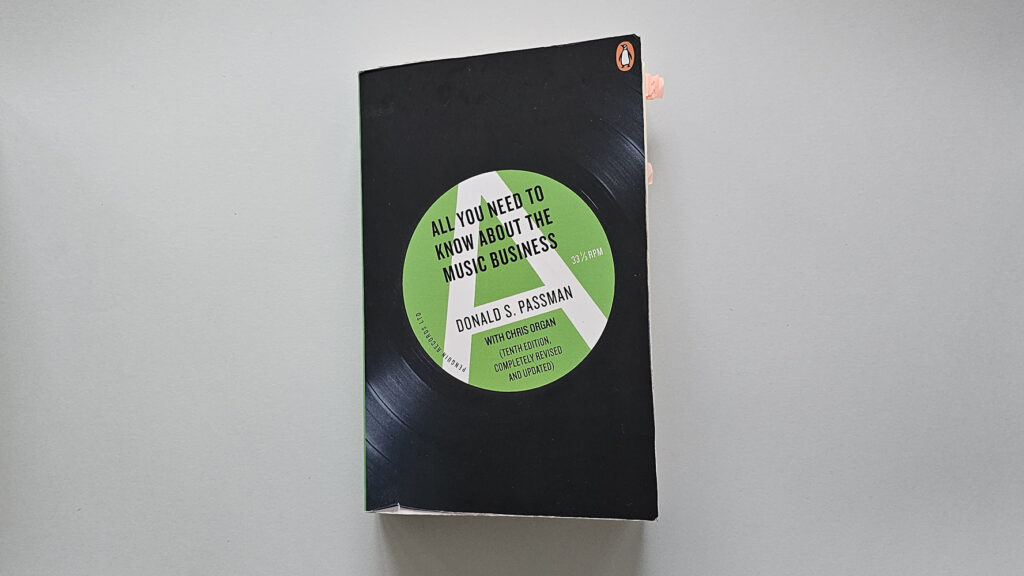 ALL YOU NEED TO
KNOW ABOUT THE
MUSIC BUSINESS
33⅓ RPM
DONALD S. PASSMAN
WITH CHRIS ORGAN
(TENTH EDITION,
COMPLETELY REVISED
AND UPDATED)
PENGUIN RECORDS LTD